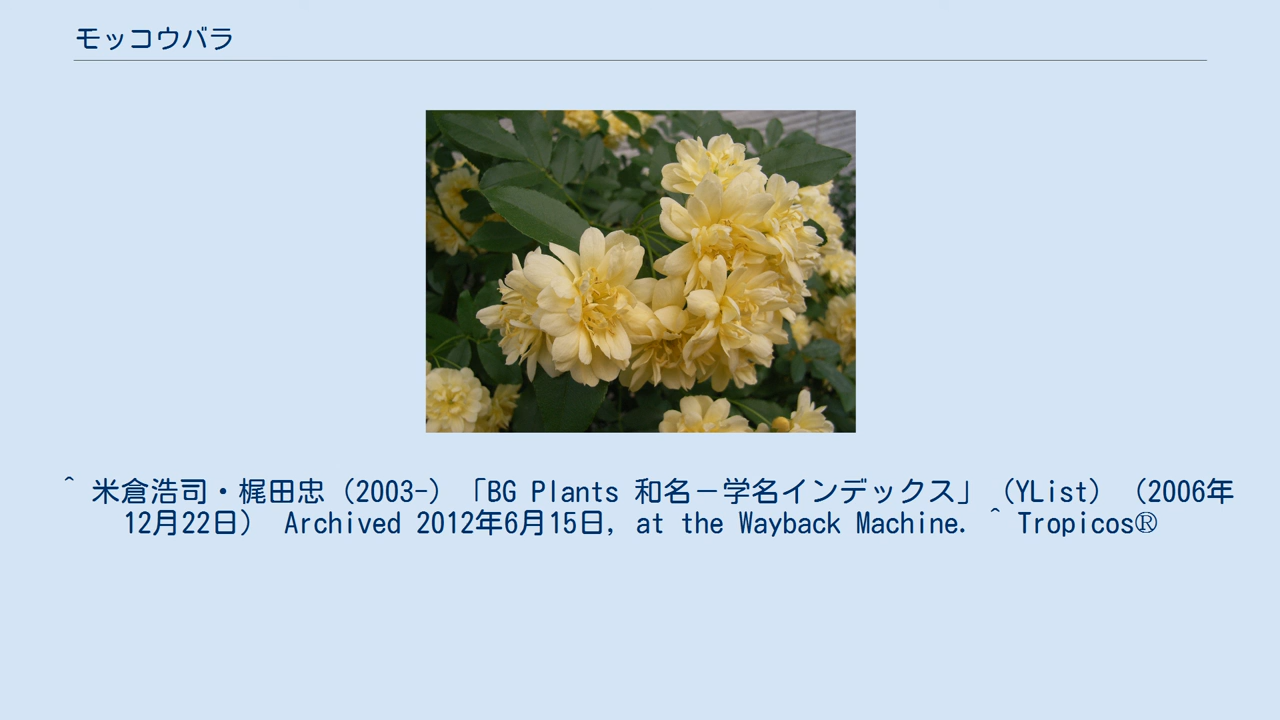 モッコウバラ
^ 米倉浩司・梶田忠（2003-）「BG Plants 和名－学名インデックス」（YList）（2006年
12月22日） Archived 2012年6月15日, at the Wayback Machine. ^ Tropicos®